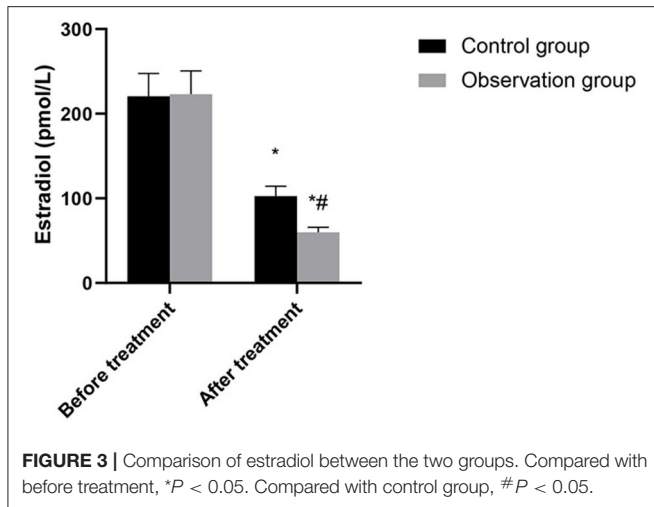 300
200
100
0
Estradiol (pmol/L)
Control group
Observation group
*
*#
Before treatment
After treatment
FIGURE 3 | Comparison of estradiol between the two groups. Compared with
before treatment, *P < 0.05. Compared with control group, #P < 0.05.